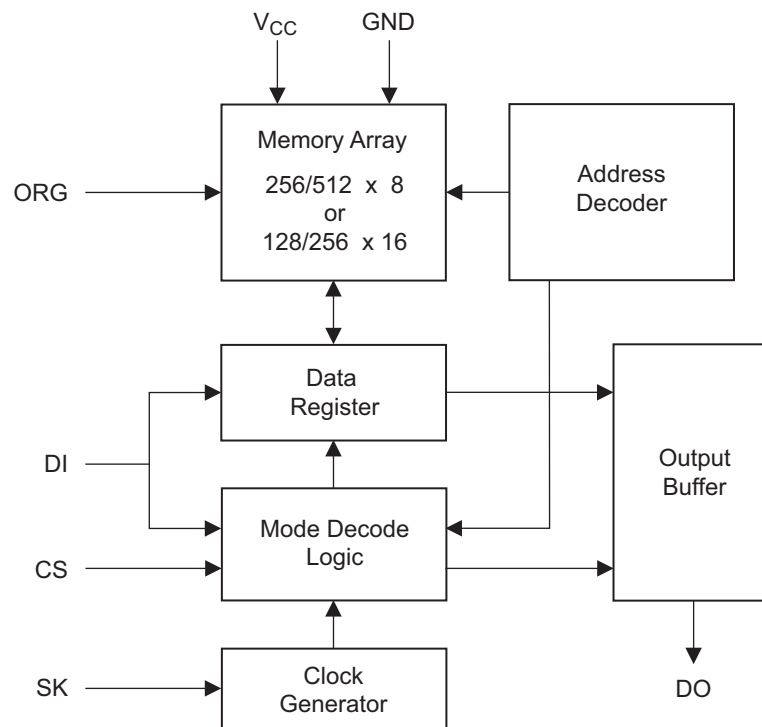 VCC
GND
Memory Array
256/512 x 8
or
128/256 x 16
Address
Decoder
ORG
Data
Register
DI
Output
Buffer
Mode Decode
Logic
CS
Clock
Generator
SK
DO